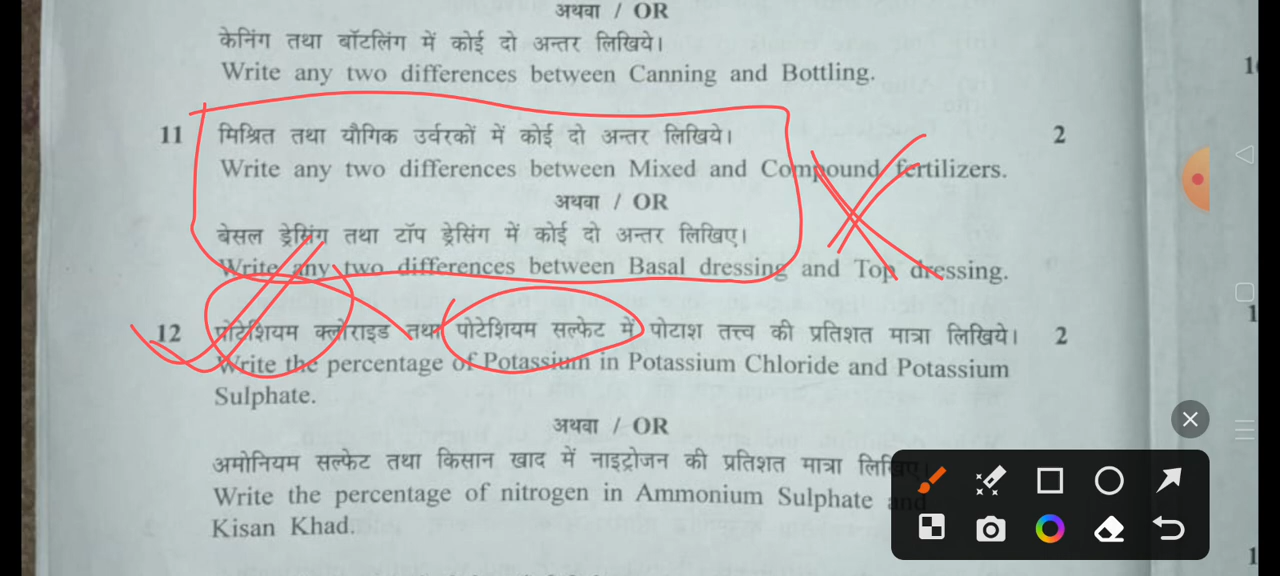 अथवा / OR
केनिंग तथा बॉटलिंग में कोई दो अन्तर लिखिये।
Write any two differences between Canning and Bottling.
11 मिश्रित तथा यौगिक उर्वरकों में कोई दो अन्तर लिखिये। 2
Write any two differences between Mixed and Compound fertilizers.
अथवा / OR
बेसल ड्रेसिंग तथा टॉप ड्रेसिंग में कोई दो अन्तर लिखिए।
Write any two differences between Basal dressing and Top dressing.
12 पोटेशियम क्लोराइड तथा पोटेशियम सल्फेट में पोटाश तत्त्व की प्रतिशत मात्रा लिखिये। 2
Write the percentage of Potassium in Potassium Chloride and Potassium
Sulphate.
अथवा / OR
अमोनियम सल्फेट तथा किसान खाद में नाइट्रोजन की प्रतिशत मात्रा
Write the percentage of nitrogen in Ammonium Sulphate and
Kisan Khad.